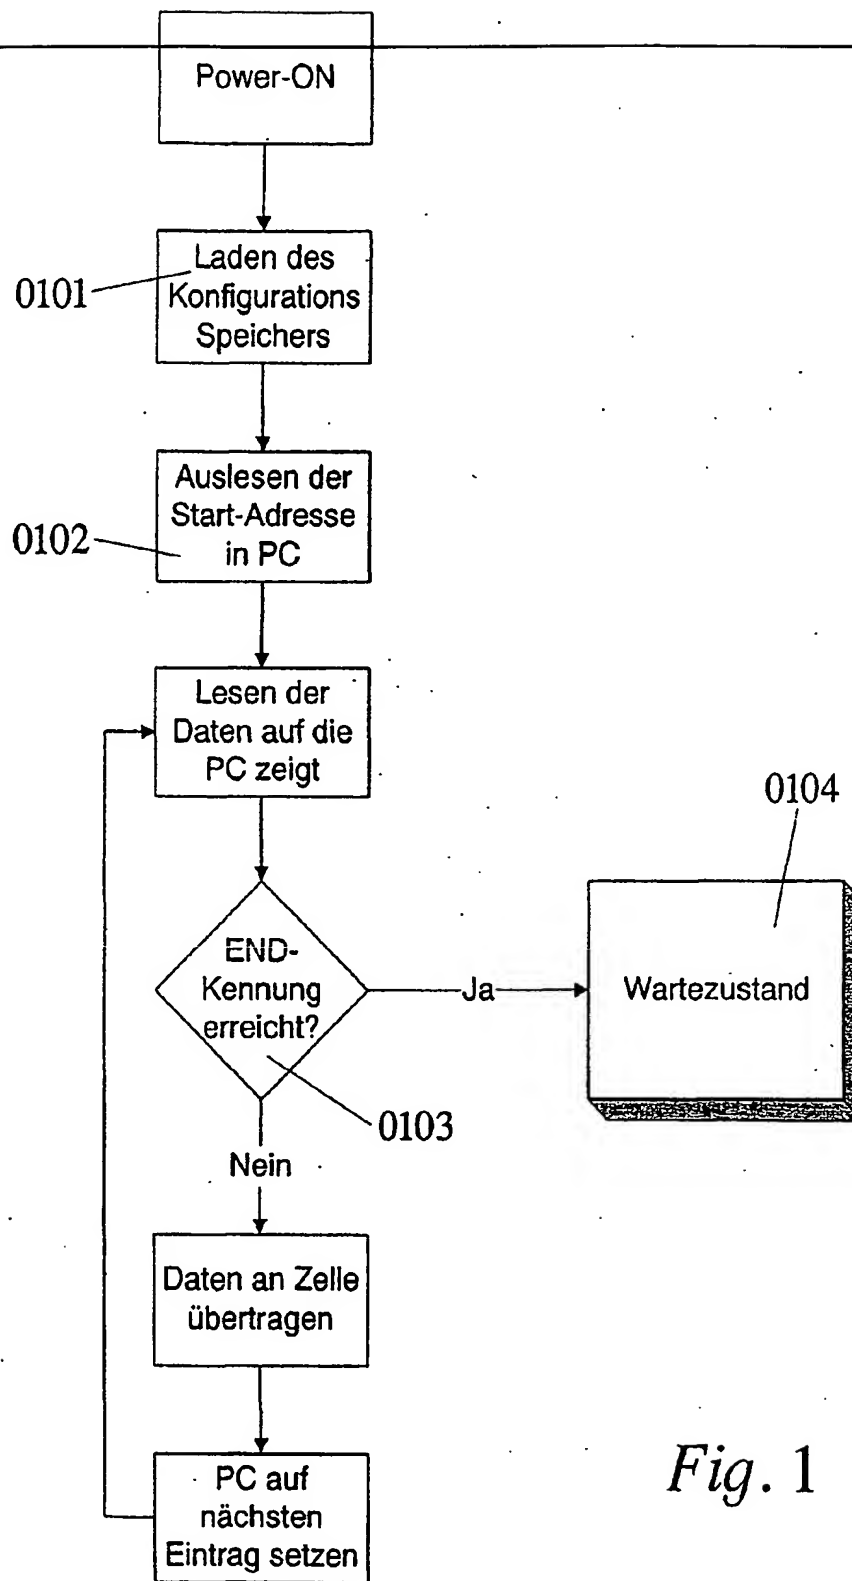 Power-ON
0101
Laden des
Konfigurations
Speichers
0102
Auslesen der
Start-Adresse
in PC
Lesen der
Daten auf die
PC zeigt
0104
END-
Kennung
erreicht?
Ja
Wartezustand
0103
Nein
Daten an Zelle
übertragen
PC auf
nächsten
Eintrag setzen
Fig. 1